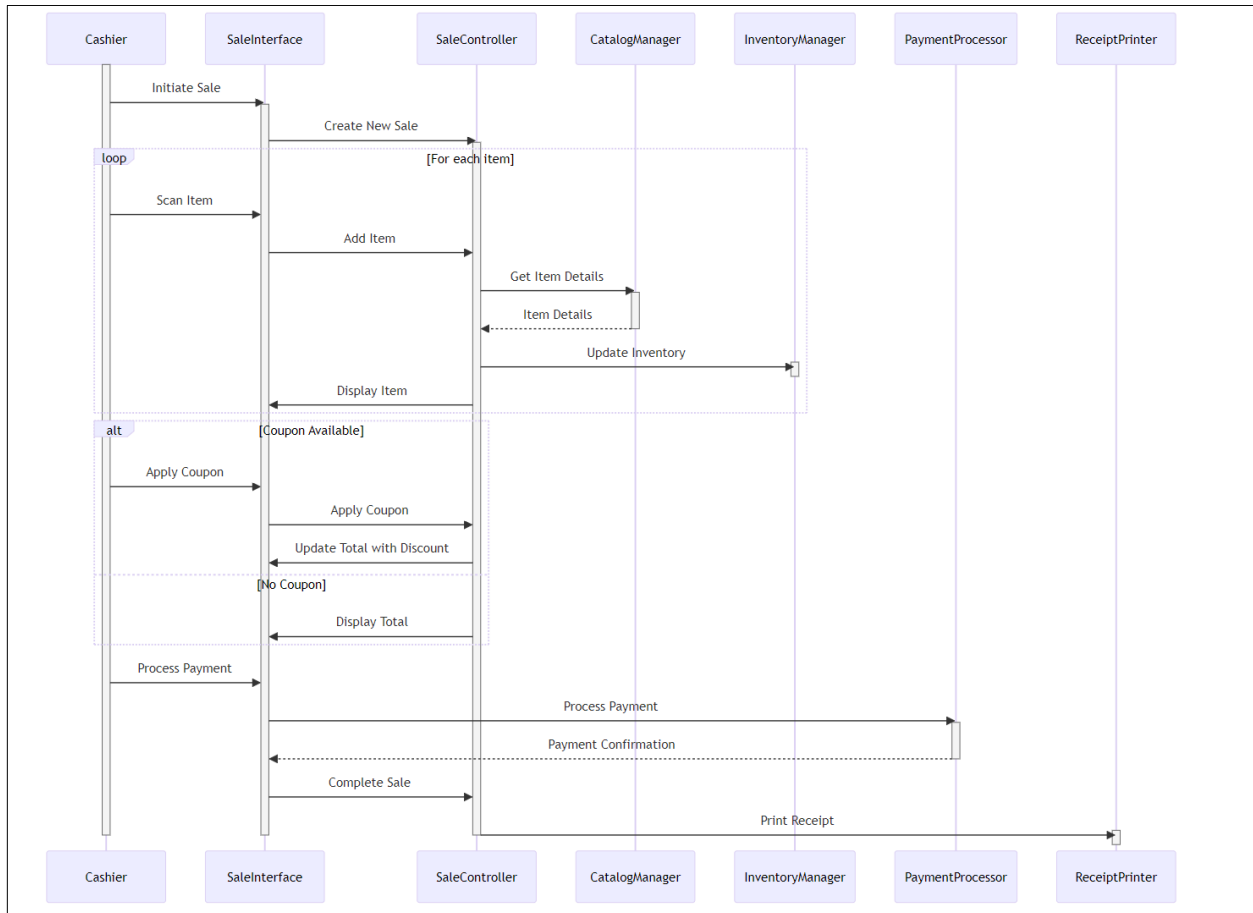 Cashier
SaleInterface
SaleController
CatalogManager
InventoryManager
PaymentProcessor
ReceiptPrinter
Initiate Sale
Create New Sale
loop
[For each item]
Scan Item
Add Item
Get Item Details
Item Details
Update Inventory
Display Item
alt
[Coupon Available]
Apply Coupon
Apply Coupon
Update Total with Discount
[No Coupon]
Display Total
Process Payment
Process Payment
Payment Confirmation
Complete Sale
Print Receipt
Cashier
SaleInterface
SaleController
CatalogManager
InventoryManager
PaymentProcessor
ReceiptPrinter